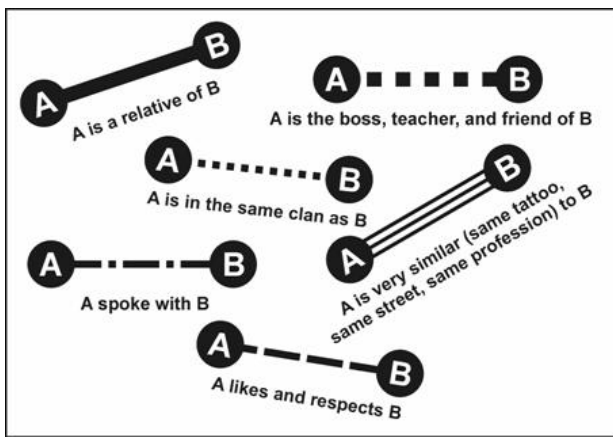 A B
A is a relative of B
A B
A is the boss, teacher, and friend of B
A B
A is in the same clan as B
A B
A is very similar (same tattoo,
same street, same profession) to B
A B
A spoke with B
A B
A likes and respects B